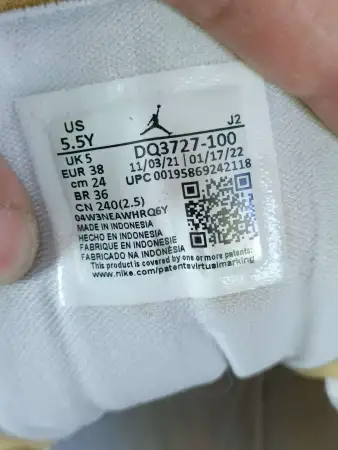 US
5.5Y
J2
UK 5
EUR 38
cm 24
BR 36
CN 240(2.5)
DQ3727-100
11/03/21 | 01/17/22
UPC 00195869242118
04W3NEAWHRQ6Y
MADE IN INDONESIA
HECHO EN INDONESIA
FABRIQUE EN INDONESIE
FABRICADO NA INDONESIA
This product is covered by one or more patents:
www.nike.com/patentsvirtualmarking